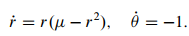 ṙ = r(μ − r²), θ̇ = −1.